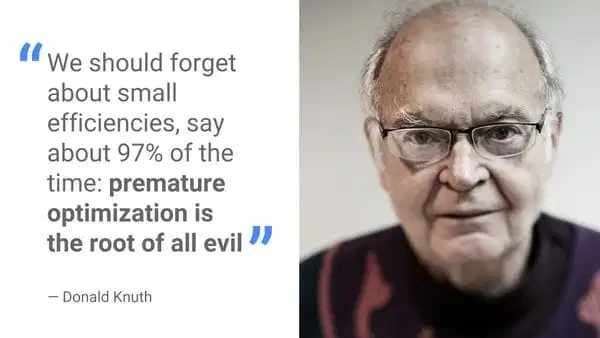 “We should forget
about small
efficiencies, say
about 97% of the
time: premature
optimization is
the root of all evil”
— Donald Knuth